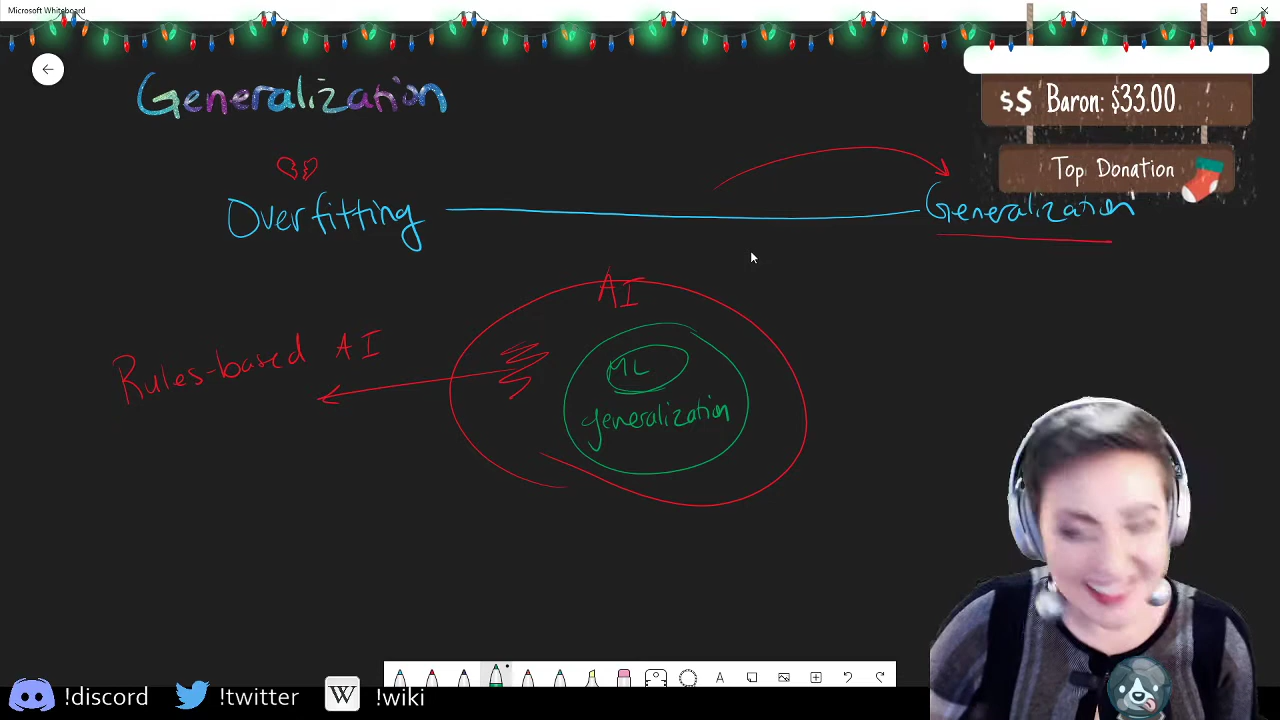 Microsoft Whiteboard
Generalization
$$ Baron: $33.00
Top Donation
Overfitting
Generalization
AI
Rules-based AI
ML
generalization
A
!discord
!twitter
W !wiki